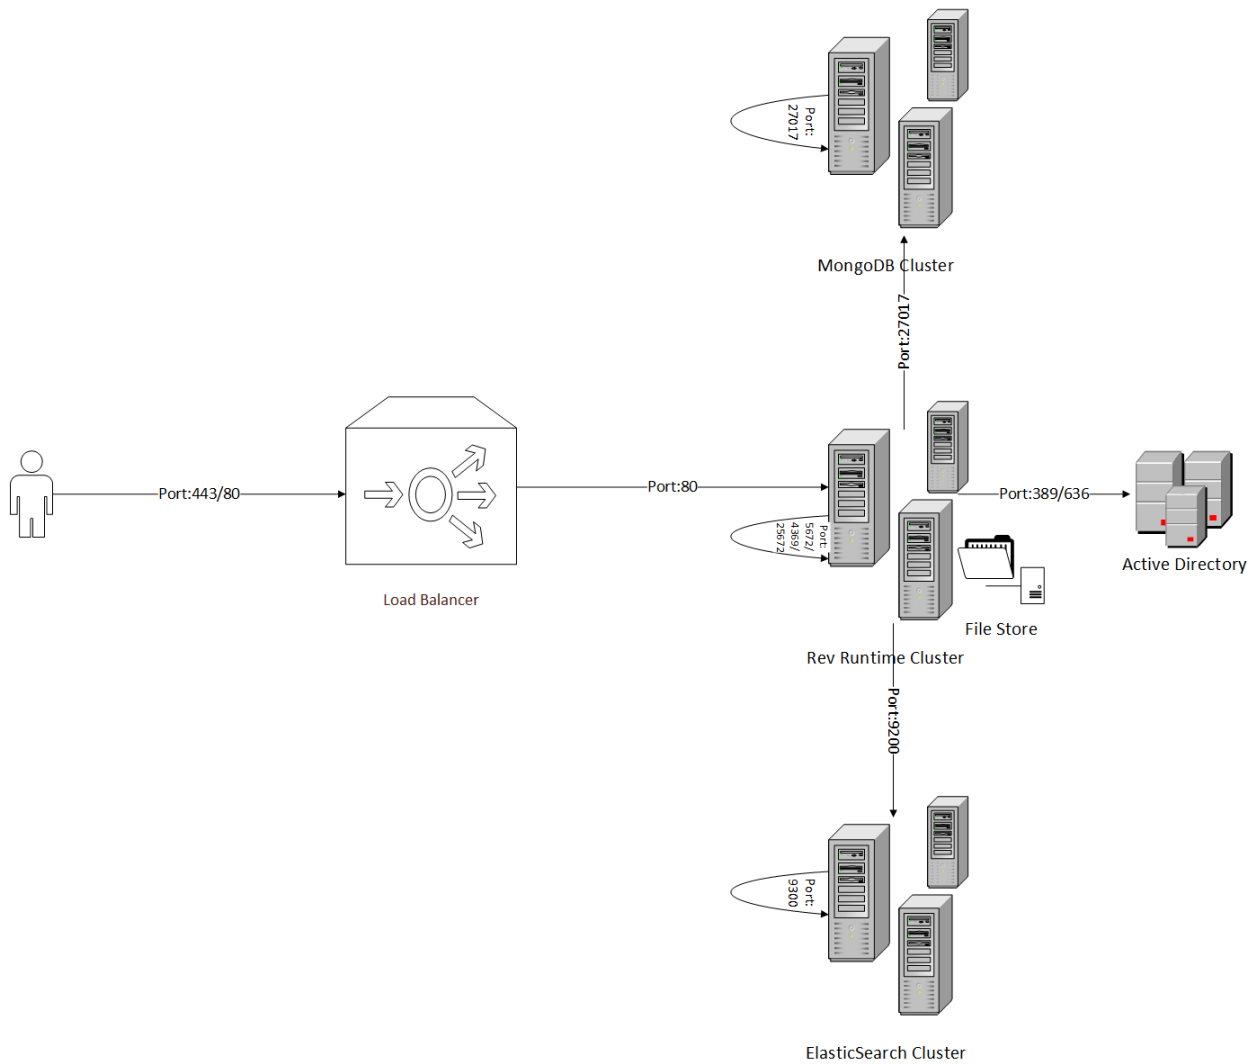 Port:
27017
MongoDB Cluster
Port:27017
Port:443/80
Port:80
Port:389/636
Port:
5672/
4369/
25672
Active Directory
Load Balancer
File Store
Rev Runtime Cluster
Port:9200
Port:
9300
ElasticSearch Cluster